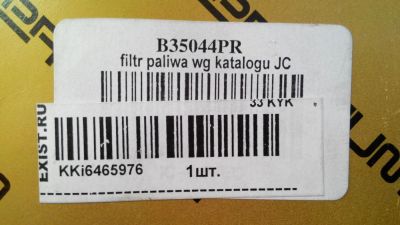 B35044PR
filtr paliwa wg katalogu JC
33 KYK
EXIST.RU
KKi6465976
1шт.